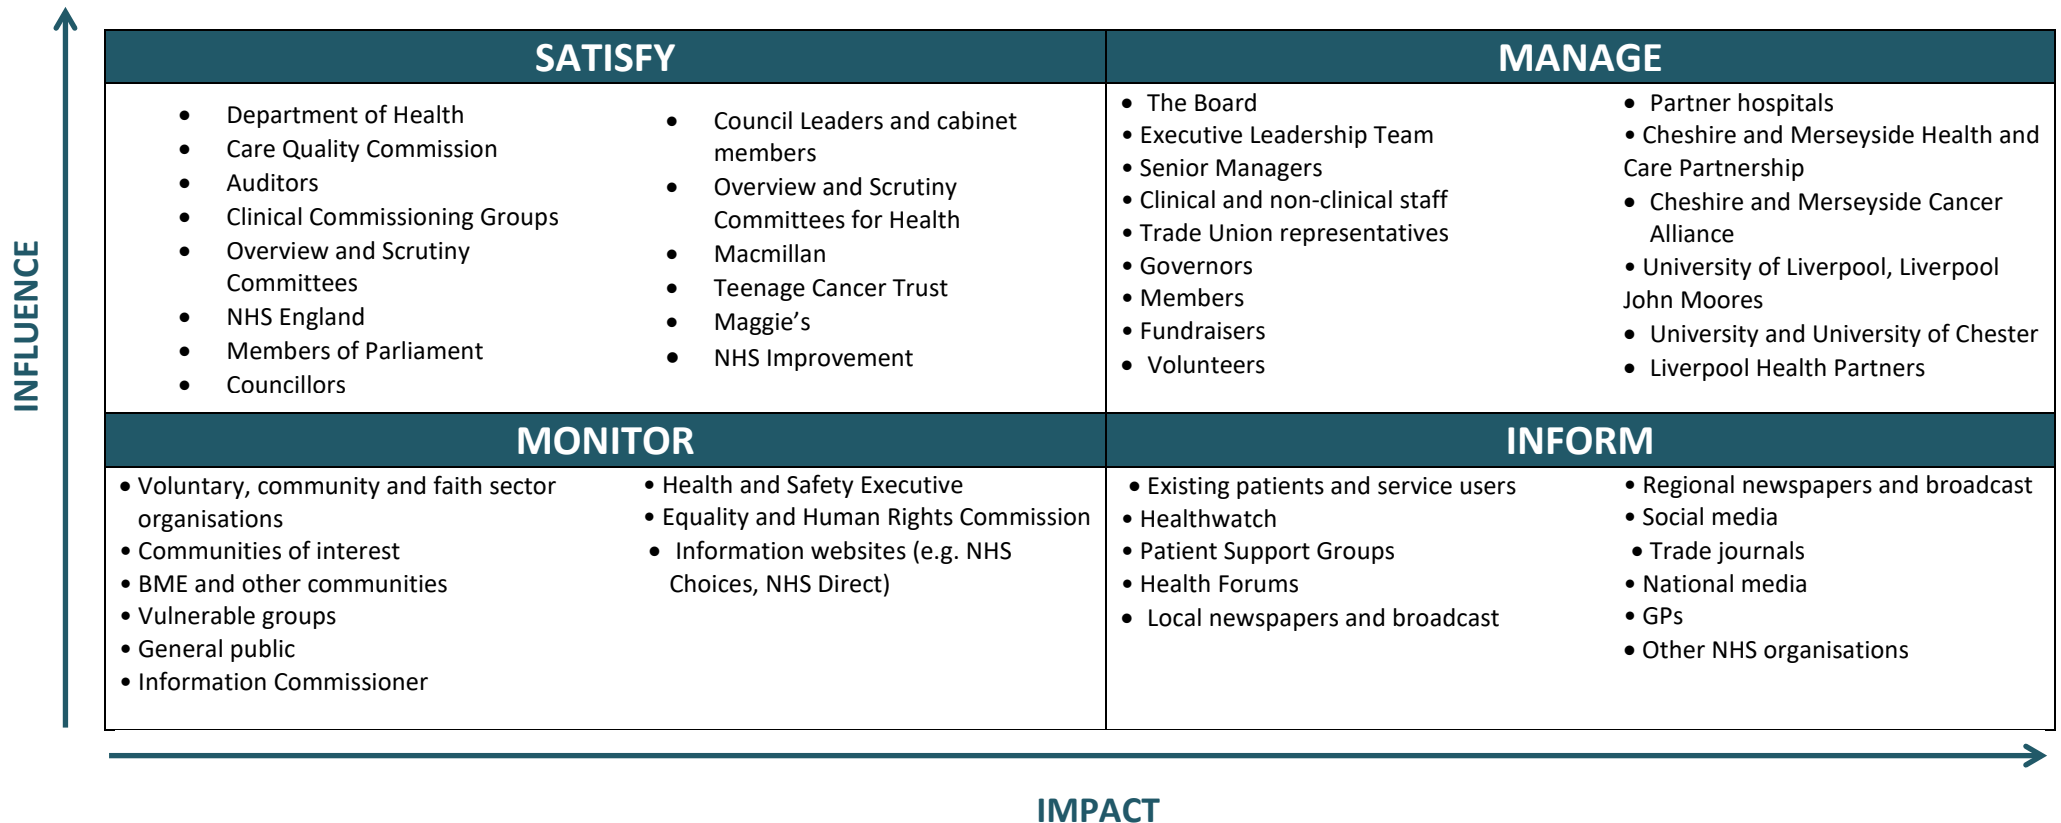 SATISFY
• Department of Health
• Care Quality Commission
• Auditors
• Clinical Commissioning Groups
• Overview and Scrutiny
Committees
• NHS England
• Members of Parliament
• Councillors
• Council Leaders and cabinet
members
• Overview and Scrutiny
Committees for Health
• Macmillan
• Teenage Cancer Trust
• Maggie’s
• NHS Improvement
MANAGE
• The Board
• Executive Leadership Team
• Senior Managers
• Clinical and non-clinical staff
• Trade Union representatives
• Governors
• Members
• Fundraisers
• Volunteers
• Partner hospitals
• Cheshire and Merseyside Health and
Care Partnership
• Cheshire and Merseyside Cancer
Alliance
• University of Liverpool, Liverpool
John Moores
• University and University of Chester
• Liverpool Health Partners
INFLUENCE
MONITOR
• Voluntary, community and faith sector
organisations
• Communities of interest
• BME and other communities
• Vulnerable groups
• General public
• Information Commissioner
• Health and Safety Executive
• Equality and Human Rights Commission
• Information websites (e.g. NHS
Choices, NHS Direct)
INFORM
• Existing patients and service users
• Healthwatch
• Patient Support Groups
• Health Forums
• Local newspapers and broadcast
• Regional newspapers and broadcast
• Social media
• Trade journals
• National media
• GPs
• Other NHS organisations
IMPACT